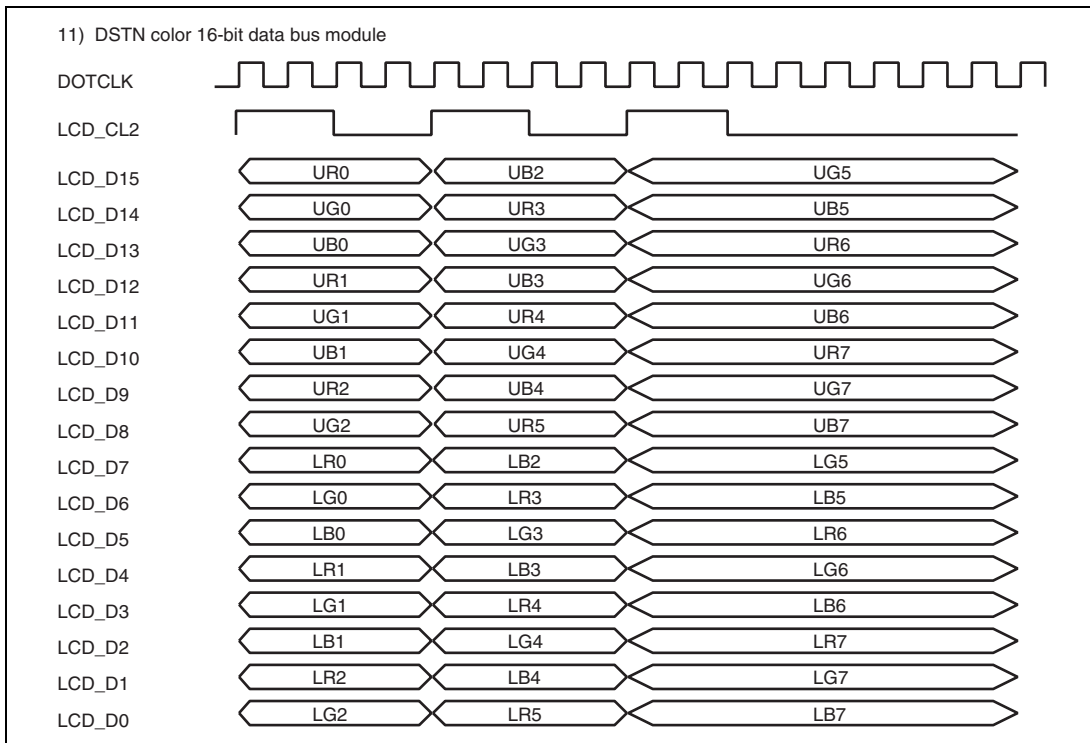 11) DSTN color 16-bit data bus module
DOTCLK
LCD_CL2
LCD_D15 UR0 UB2 UG5
LCD_D14 UG0 UR3 UB5
LCD_D13 UB0 UG3 UR6
LCD_D12 UR1 UB3 UG6
LCD_D11 UG1 UR4 UB6
LCD_D10 UB1 UG4 UR7
LCD_D9 UR2 UB4 UG7
LCD_D8 UG2 UR5 UB7
LCD_D7 LR0 LB2 LG5
LCD_D6 LG0 LR3 LB5
LCD_D5 LB0 LG3 LR6
LCD_D4 LR1 LB3 LG6
LCD_D3 LG1 LR4 LB6
LCD_D2 LB1 LG4 LR7
LCD_D1 LR2 LB4 LG7
LCD_D0 LG2 LR5 LB7